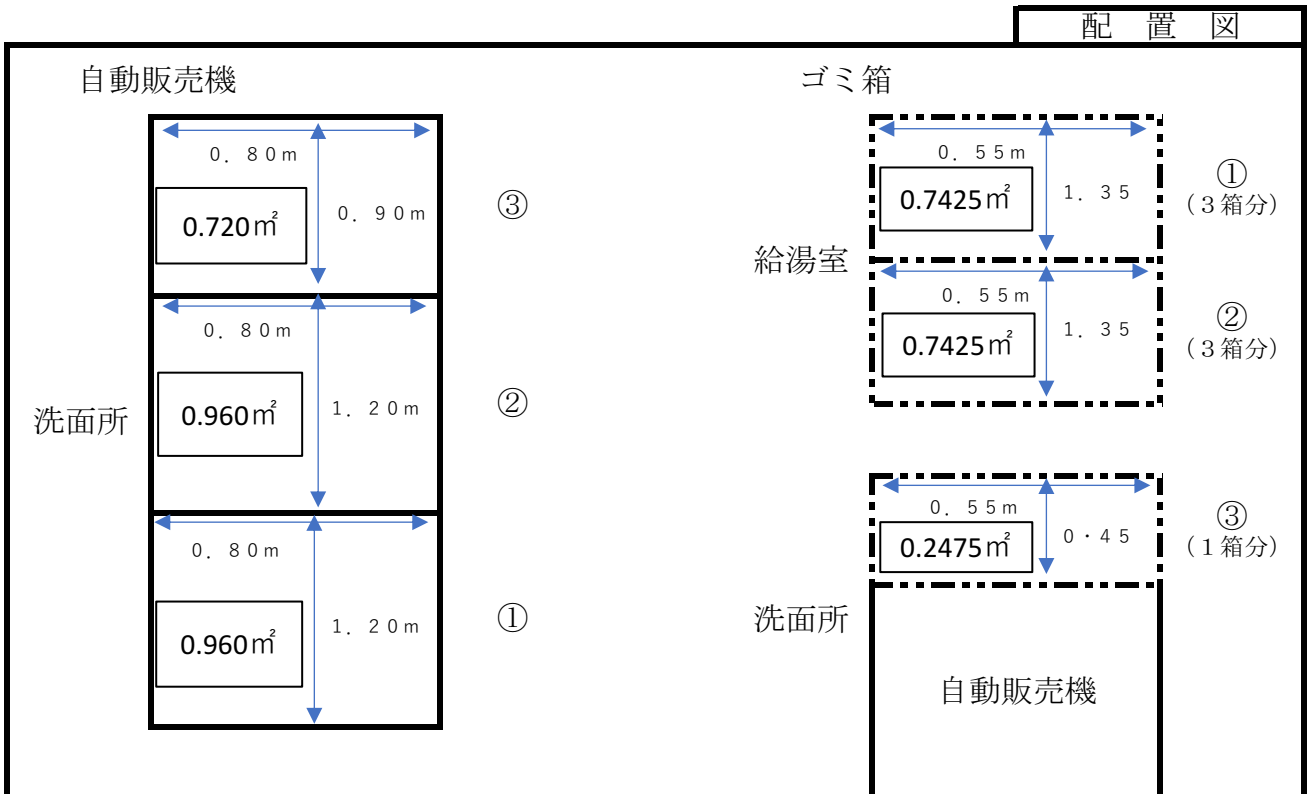 配 置 図
自動販売機
0. 80m
0. 90m
0.720㎡
③
洗面所
0. 80m
1. 20m
0.960㎡
②
0. 80m
1. 20m
0.960㎡
①
ゴミ箱
給湯室
0. 55m
1. 35
0.7425㎡
①
(3箱分)
0. 55m
1. 35
0.7425㎡
②
(3箱分)
0. 55m
0・45
0.2475㎡
③
(1箱分)
洗面所
自動販売機